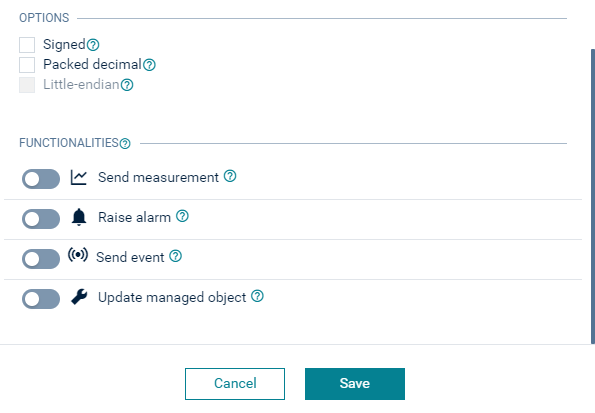 OPTIONS
Signed
Packed decimal
Little-endian
FUNCTIONALITIES
Send measurement
Raise alarm
Send event
Update managed object
Cancel Save